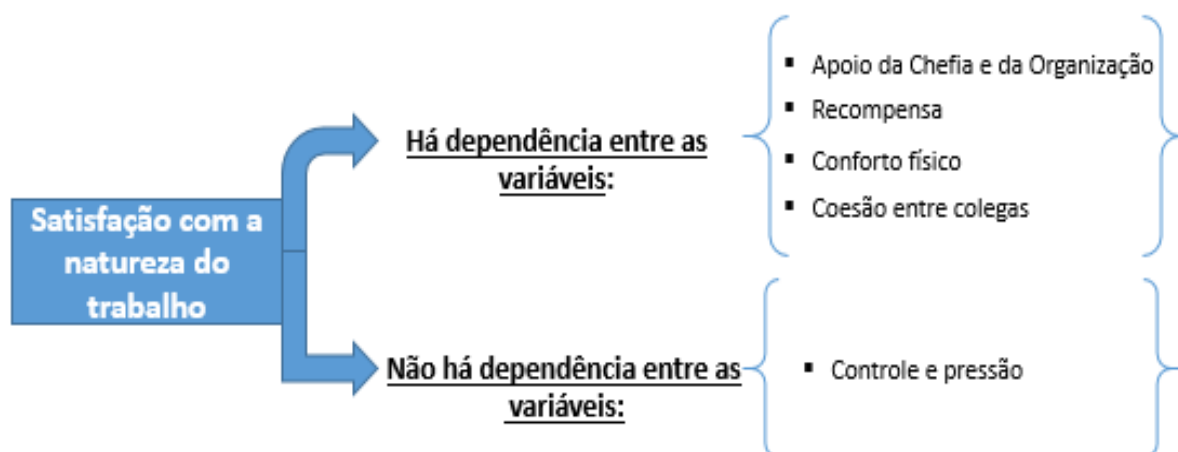 Satisfação com a
natureza do
trabalho
Há dependência entre as
variáveis:
▪ Apoio da Chefia e da Organização
▪ Recompensa
▪ Conforto físico
▪ Coesão entre colegas
Não há dependência entre as
variáveis:
▪ Controle e pressão